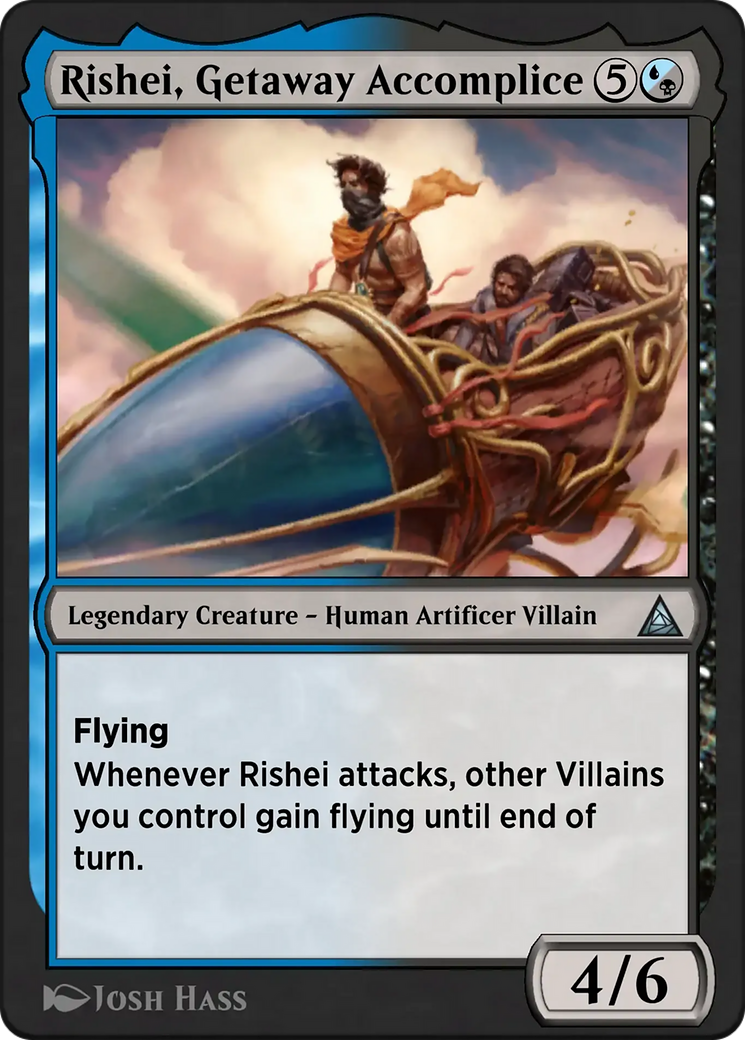 Rishei, Getaway Accomplice 5
Legendary Creature – Human Artificer Villain
Flying
Whenever Rishei attacks, other Villains
you control gain flying until end of
turn.
4/6
Josh Hass